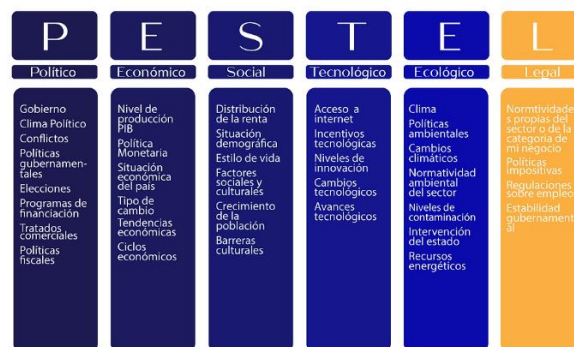 P
Político
Gobierno
Clima Político
Conflictos
Políticas
gubernamen-
tales
Elecciones
Programas de
financiación
Tratados
comerciales
Políticas
fiscales
E
Económico
Nivel de
producción
PIB
Política
Monetaria
Situación
económica
del país
Tipo de
cambio
Tendencias
económicas
Ciclos
económicos
S
Social
Distribución
de la renta
Situación
demográfica
Estilo de vida
Factores
sociales y
culturales
Crecimiento
de la
población
Barreras
culturales
T
Tecnológico
Acceso a
internet
Incentivos
tecnológicas
Niveles de
innovación
Cambios
tecnológicos
Avances
tecnológicos
E
Ecológico
Clima
Políticas
ambientales
Cambios
climáticos
Normatividad
ambiental
del sector
Niveles de
contaminación
Intervención
del estado
Recursos
energéticos
L
Legal
Normtividade
s propias del
sector o de la
categoría de
mi negocio
Políticas
impositivas
Regulaciones
sobre empleo
Estabilidad
gubernament
al